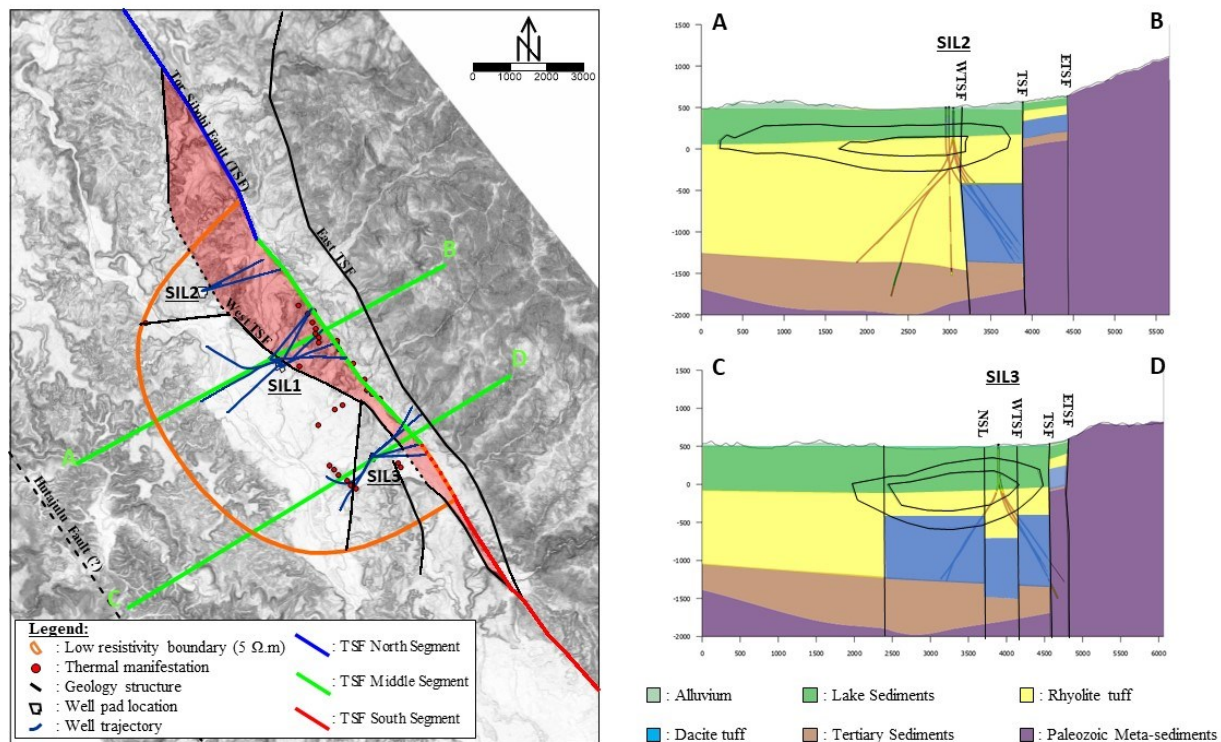 N
0
1000
2000
3000
Tor Sibohi Fault (TSF)
East TSF
B
SIL2
West TSF
D
SIL1
A
SIL3
Hutajulu Fault (?)
C
Legend:
: Low resistivity boundary (5 Ω.m)
: Thermal manifestation
: Geology structure
: Well pad location
: Well trajectory
: TSF North Segment
: TSF Middle Segment
: TSF South Segment
A
B
SIL2
WTSF
TSF
ETSF
1500
1000
500
0
-500
-1000
-1500
-2000
0 500 1000 1500 2000 2500 3000 3500 4000 4500 5000 5500
C
D
SIL3
NSL
WTSF
TSF
ETSF
1500
1000
500
0
-500
-1000
-1500
-2000
0 500 1000 1500 2000 2500 3000 3500 4000 4500 5000 5500 6000
: Alluvium
: Lake Sediments
: Rhyolite tuff
: Dacite tuff
: Tertiary Sediments
: Paleozoic Meta-sediments